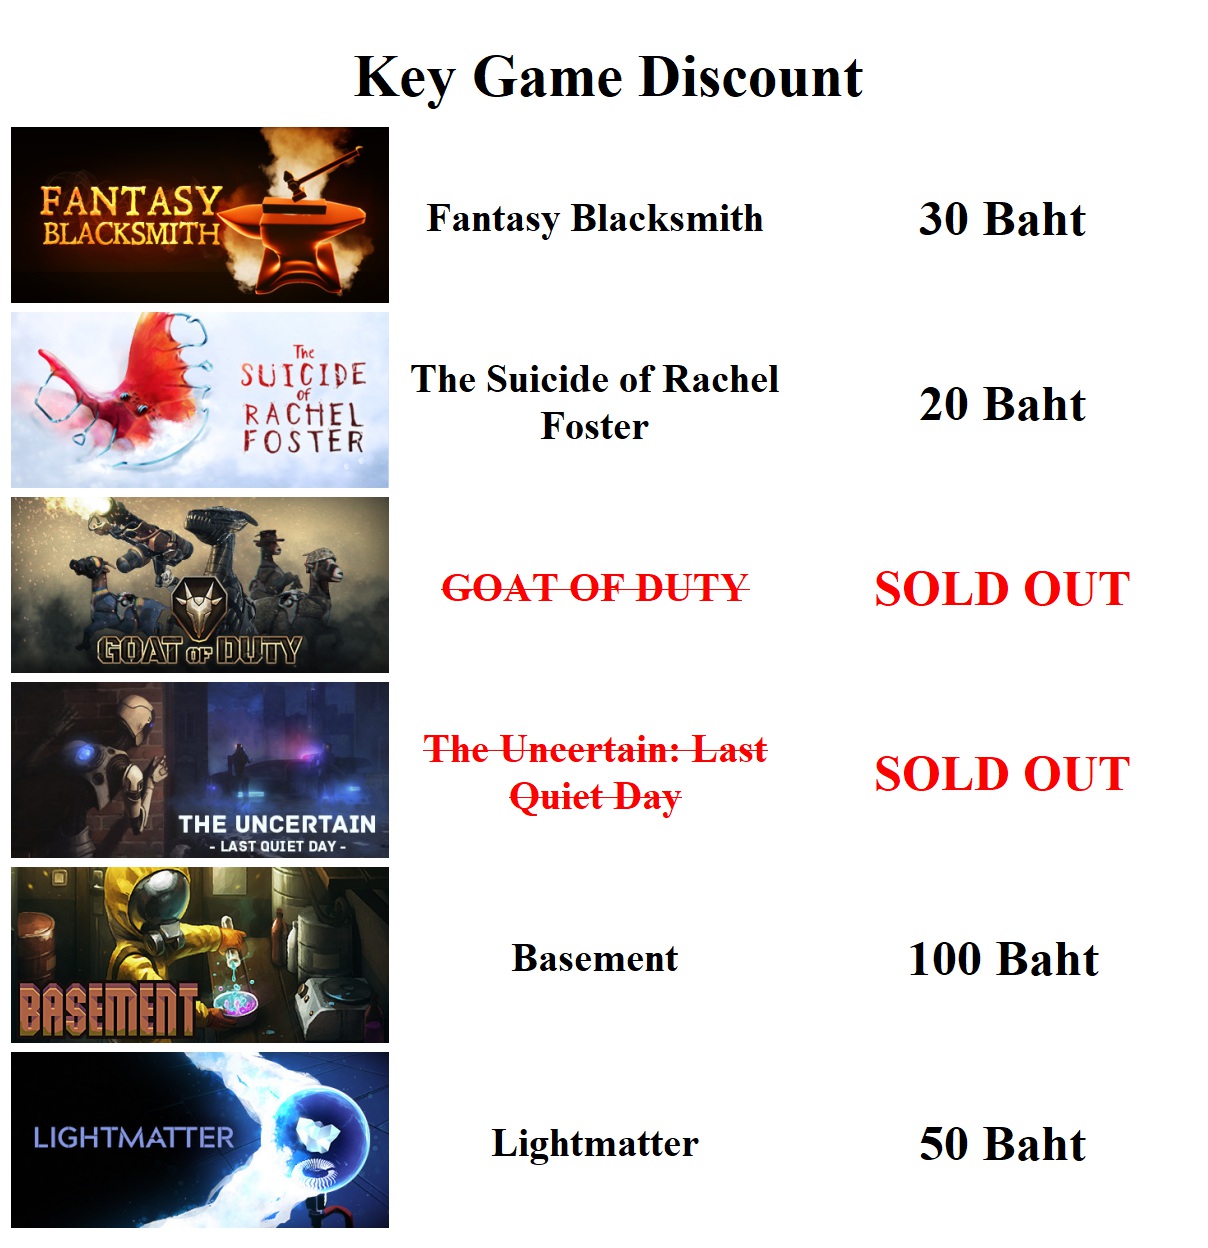 Key Game Discount
FANTASY
BLACKSMITH
Fantasy Blacksmith
30 Baht
The
SUICIDE
of
RACHEL
FOSTER
The Suicide of Rachel
Foster
20 Baht
GOAT OF DUTY
GOAT OF DUTY
SOLD OUT
THE UNCERTAIN
- LAST QUIET DAY -
The Uncertain: Last
Quiet Day
SOLD OUT
BASEMENT
Basement
100 Baht
LIGHTMATTER
Lightmatter
50 Baht